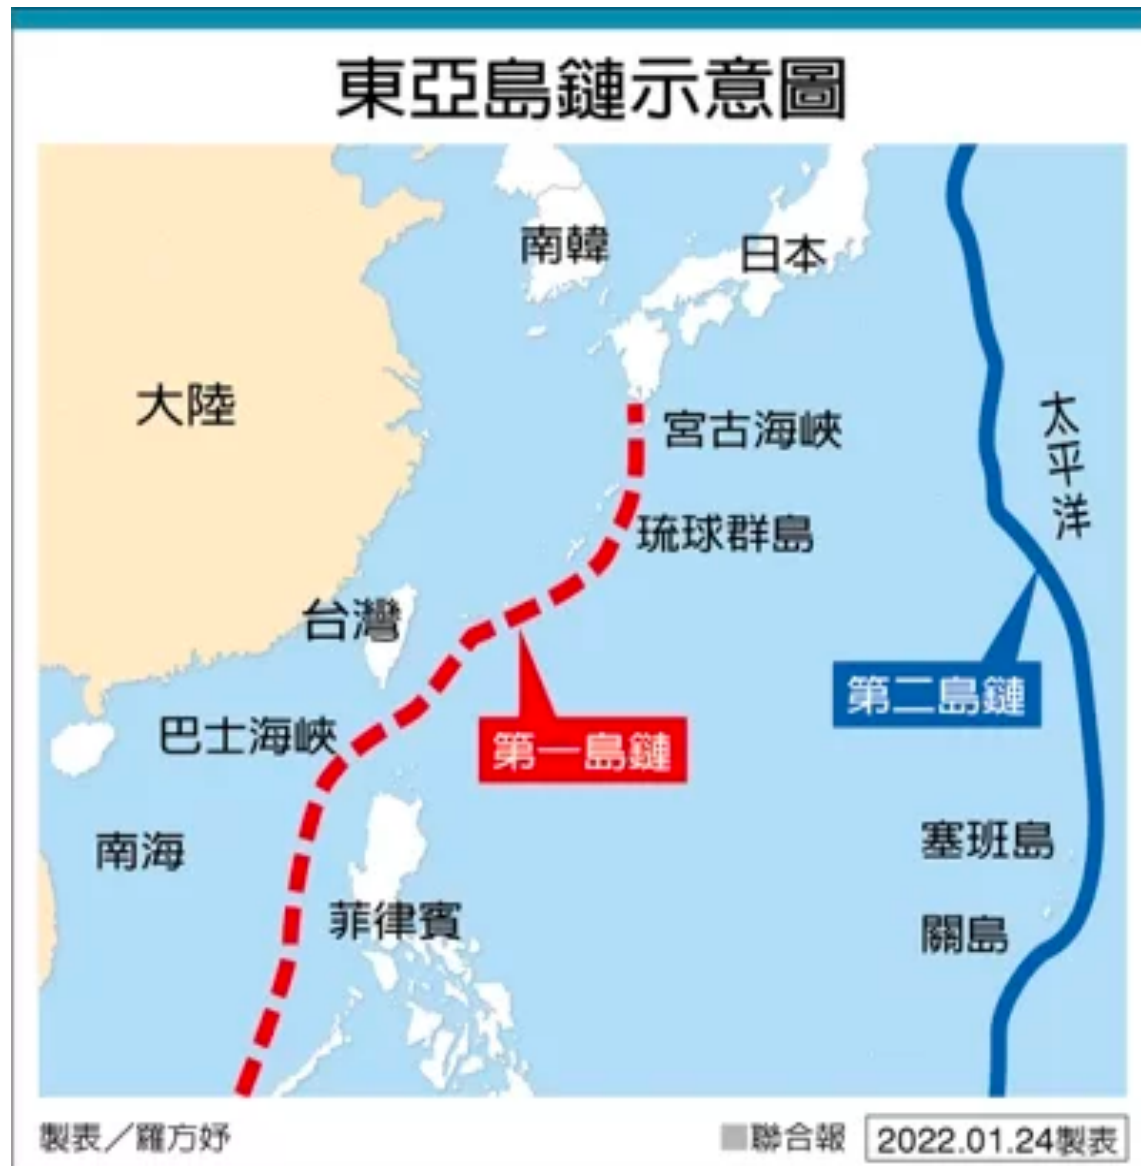 東亞島鏈示意圖
南韓
日本
大陸
宮古海峽
太平洋
琉球群島
台灣
第二島鏈
巴士海峽
第一島鏈
南海
塞班島
菲律賓
關島
製表／羅方妤
■聯合報
2022.01.24製表